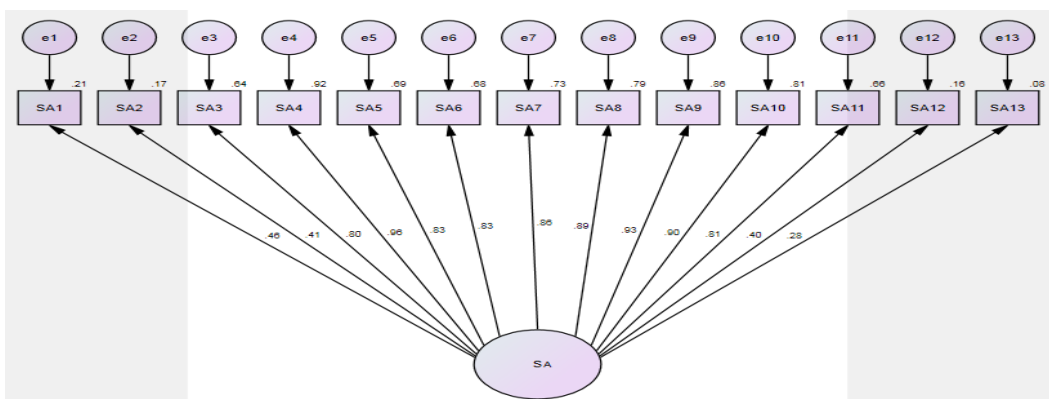 e1 e2 e3 e4 e5 e6 e7 e8 e9 e10 e11 e12 e13
.21 .17 .64 .92 .69 .68 .73 .79 .86 .81 .66 .16 .08
SA1 SA2 SA3 SA4 SA5 SA6 SA7 SA8 SA9 SA10 SA11 SA12 SA13
.46 .41 .80 .96 .83 .83 .86 .89 .93 .90 .81 .40 .28
SA